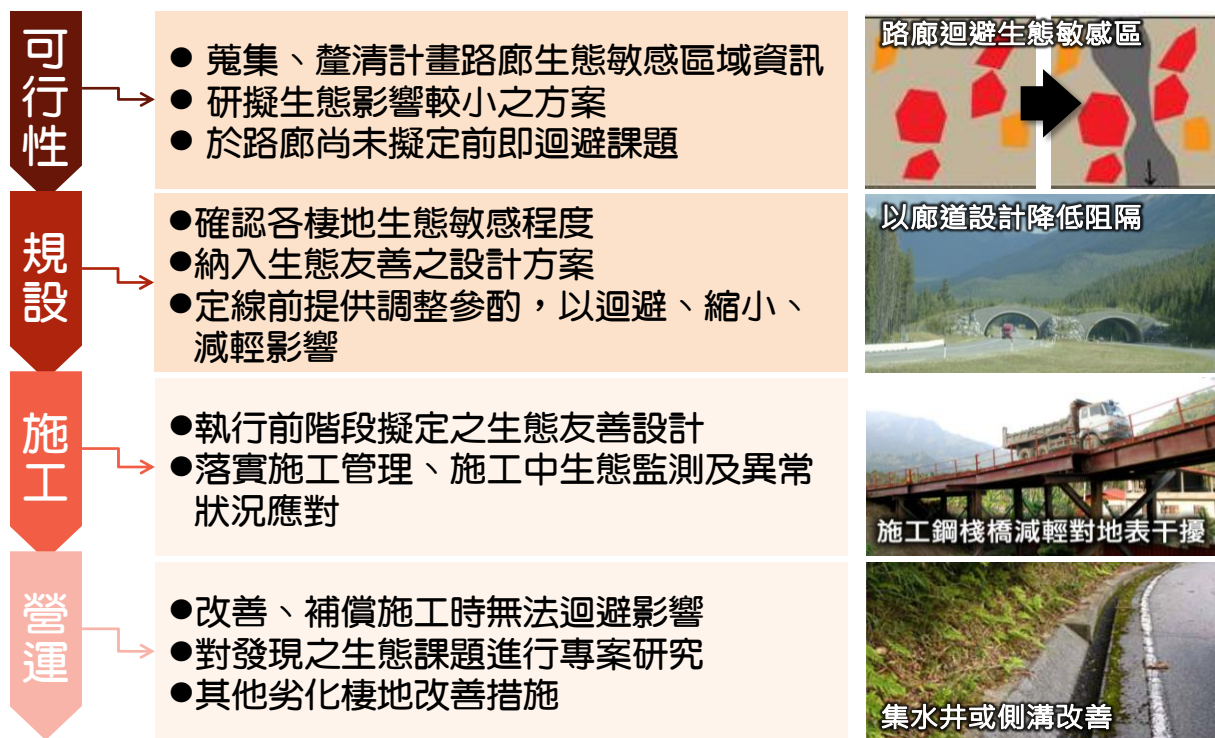 可行性
● 蒐集、釐清計畫路廊生態敏感區域資訊
● 研擬生態影響較小之方案
● 於路廊尚未擬定前即迴避課題
路廊迴避生態敏感區
規設
●確認各棲地生態敏感程度
●納入生態友善之設計方案
●定線前提供調整參酌，以迴避、縮小、
減輕影響
以廊道設計降低阻隔
施工
●執行前階段擬定之生態友善設計
●落實施工管理、施工中生態監測及異常
狀況應對
施工鋼棧橋減輕對地表干擾
營運
●改善、補償施工時無法迴避影響
●對發現之生態課題進行專案研究
●其他劣化棲地改善措施
集水井或側溝改善